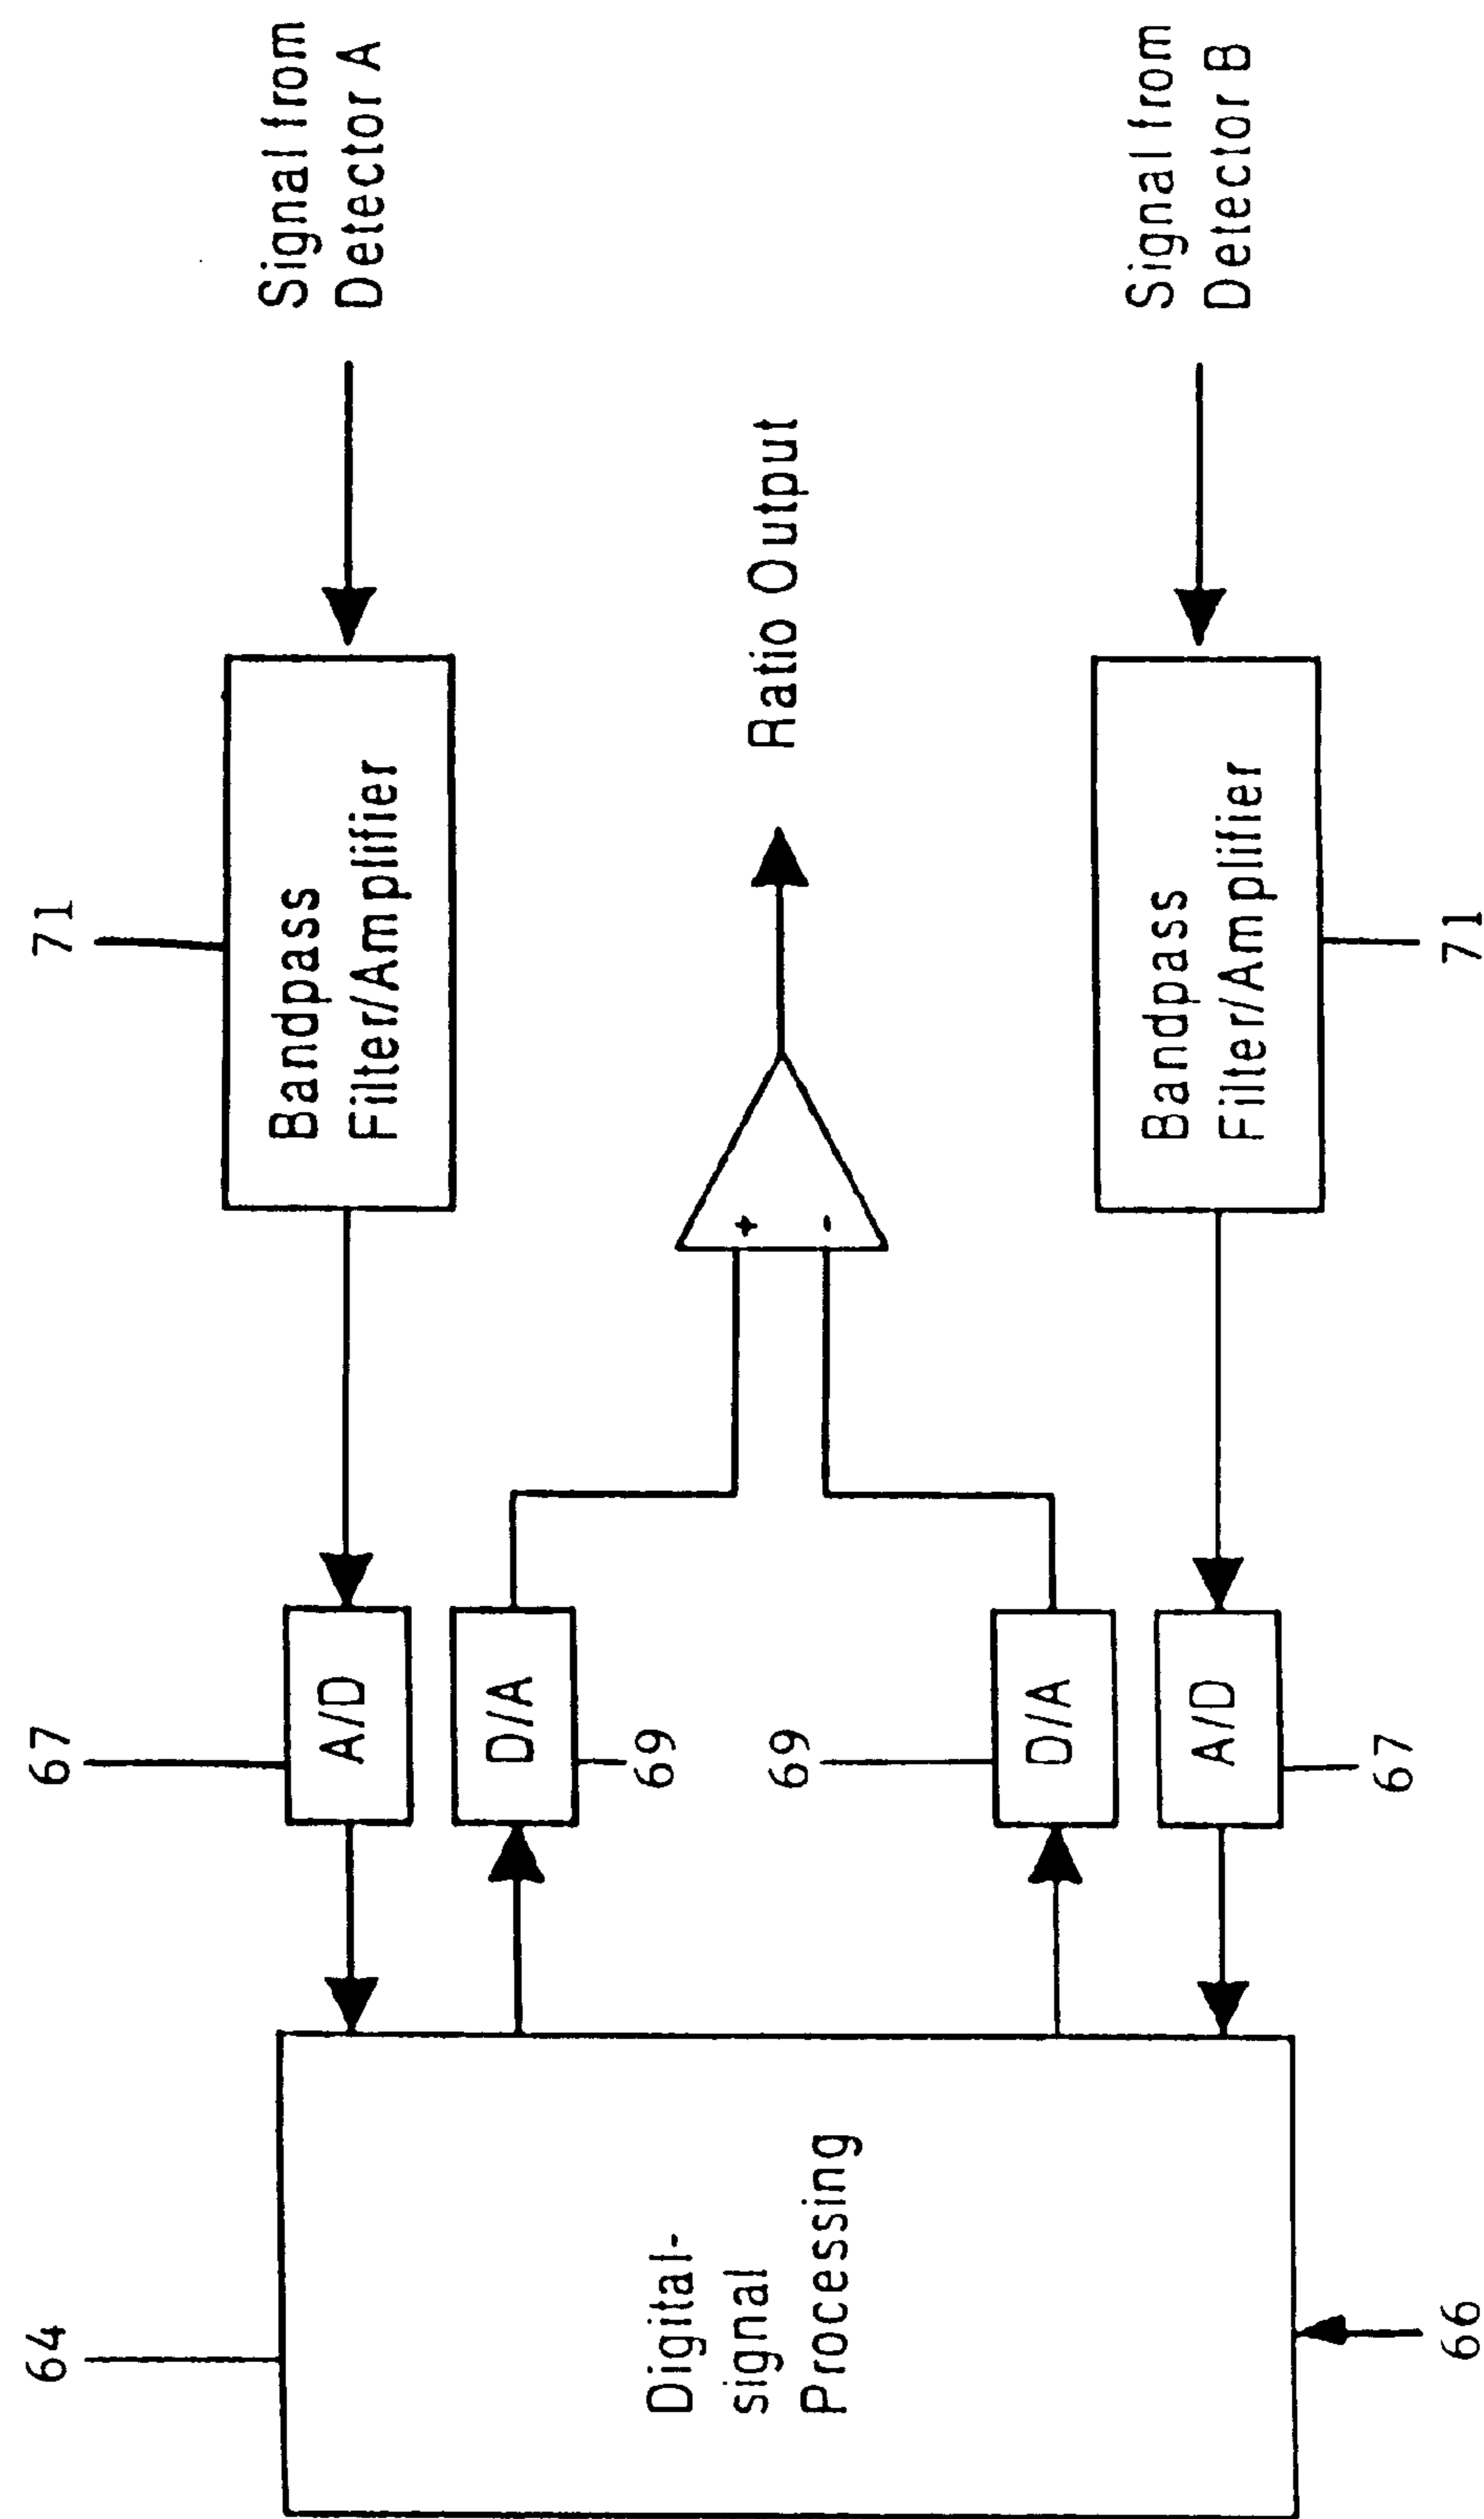 64
67
71
Signal from
Detector A
Bandpass
Filter/Amplifier
A/D
D/A
69
Digital-
signal
Processing
+
-
Ratio Output
69
D/A
A/D
Bandpass
Filter/Amplifier
Signal from
Detector B
67
66
71